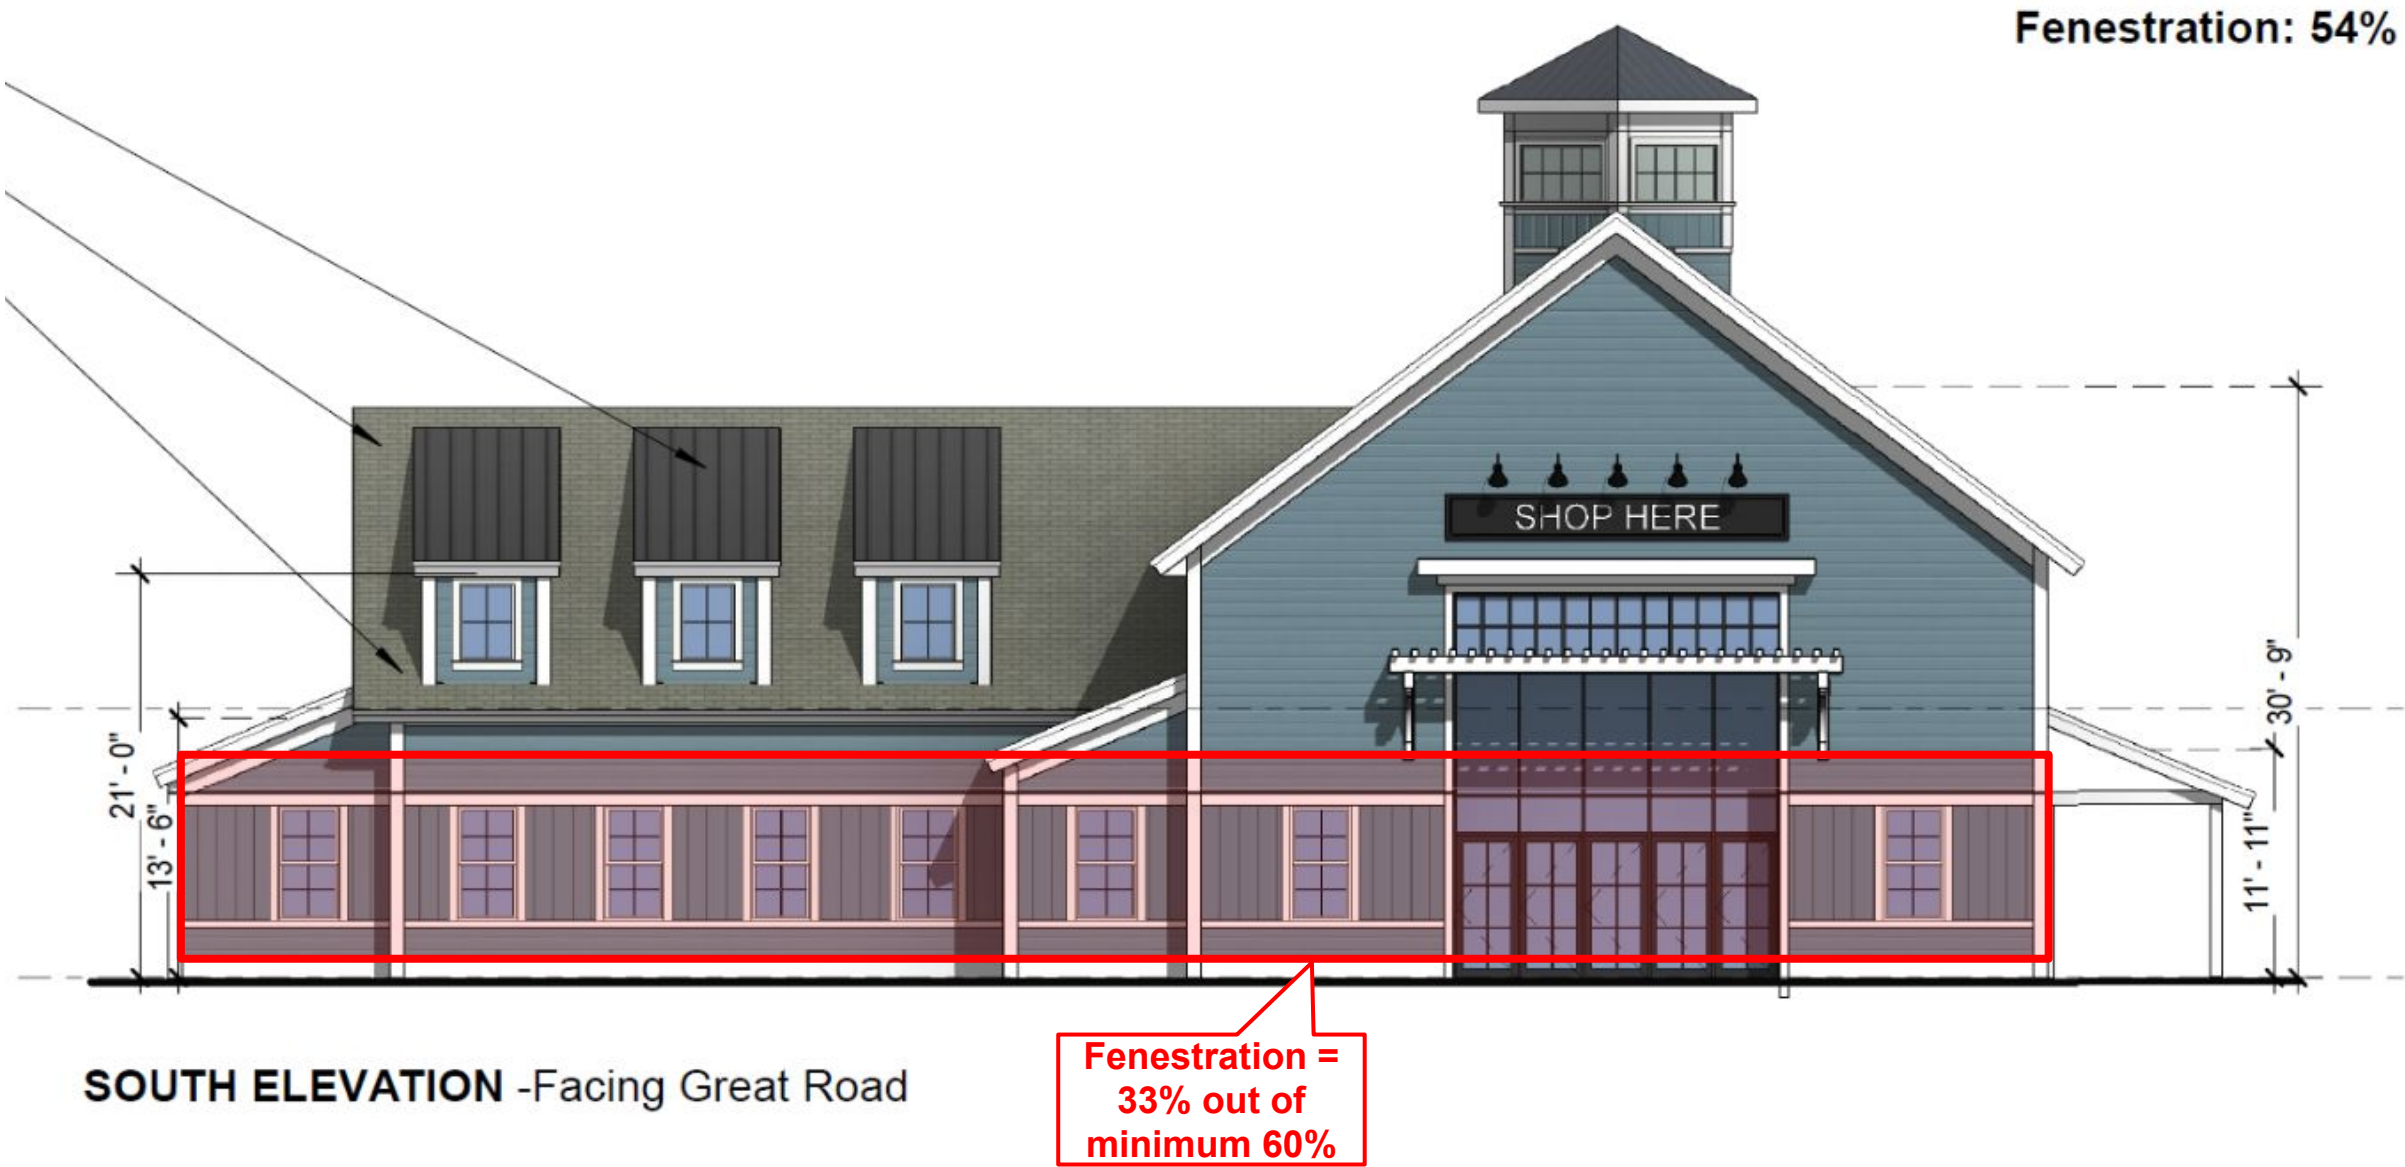 Fenestration: 54%
SHOP HERE
21' - 0"
13' - 6"
30' - 9"
11' - 11"
Fenestration =
33% out of
minimum 60%
SOUTH ELEVATION -Facing Great Road